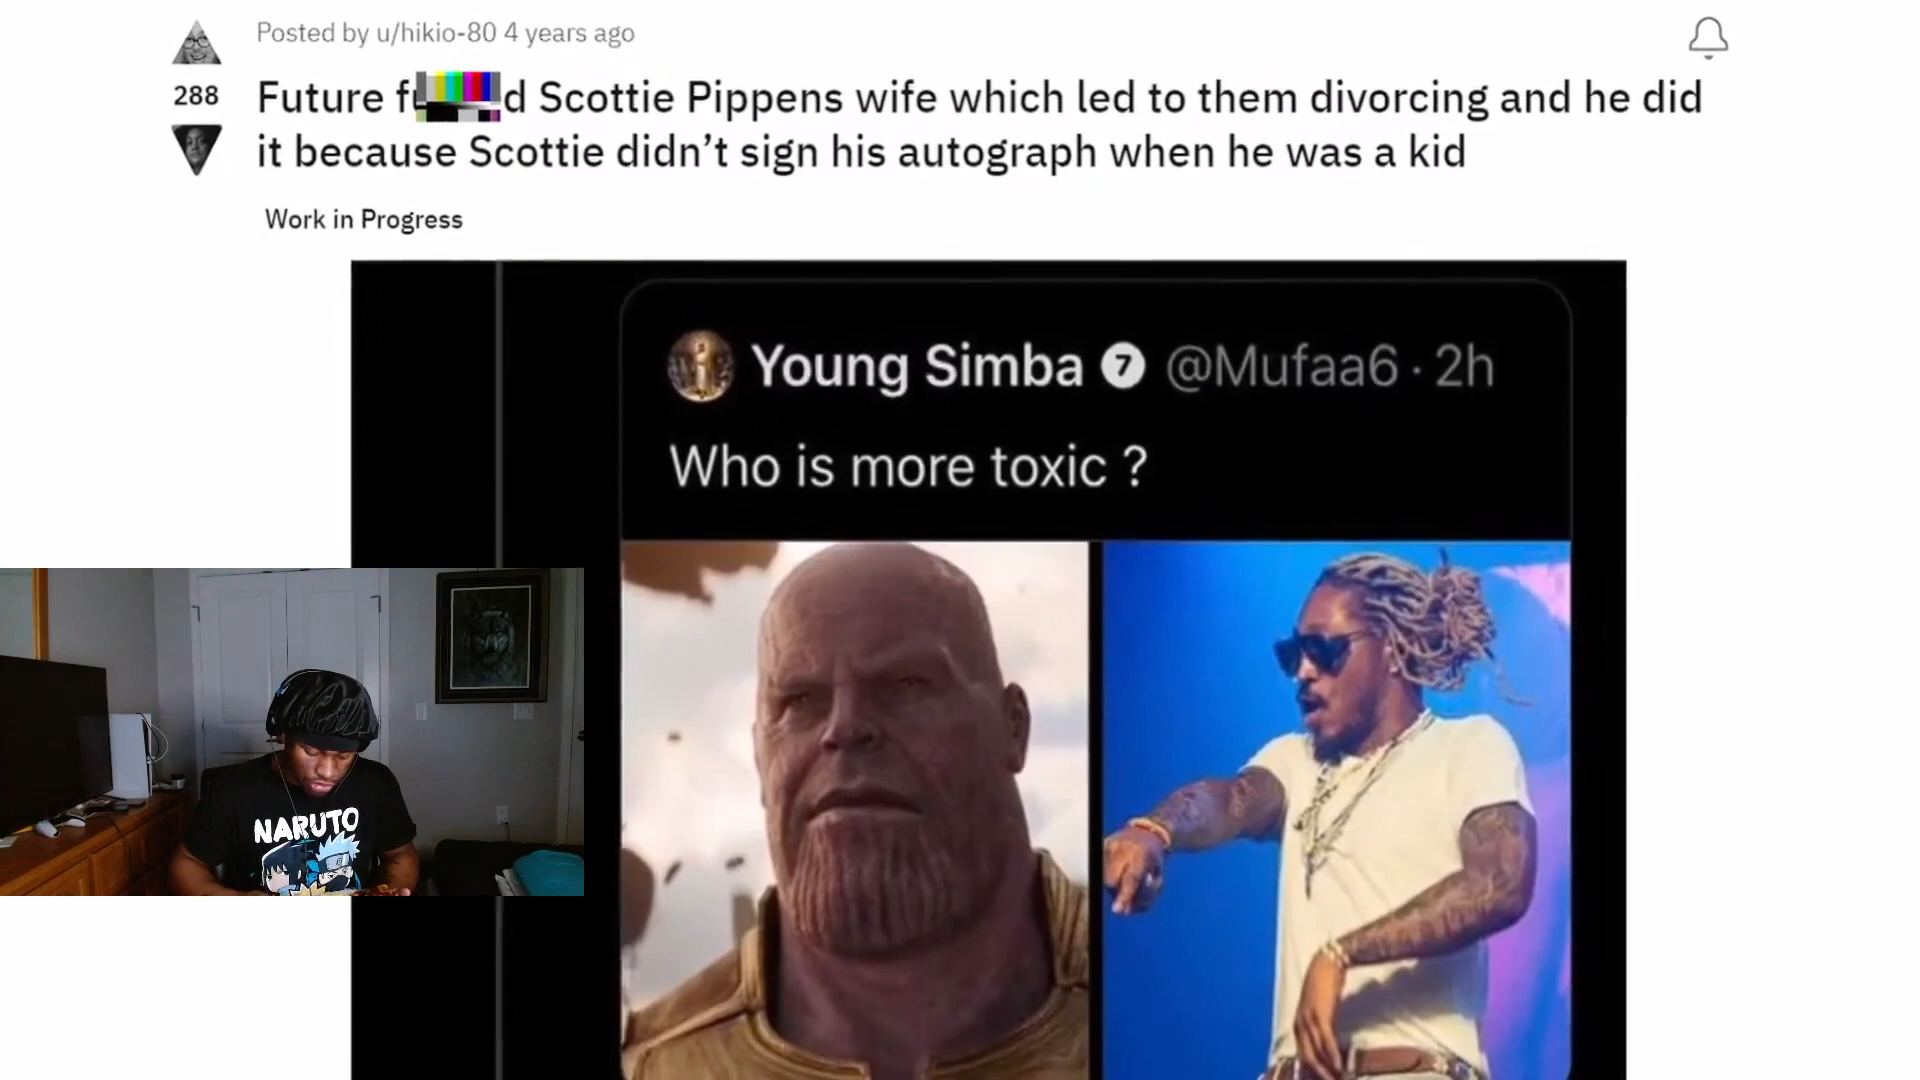 Posted by u/hikio-80 4 years ago
288
Future f d Scottie Pippens wife which led to them divorcing and he did
it because Scottie didn’t sign his autograph when he was a kid
Work in Progress
Young Simba 7 @Mufaa6 · 2h
Who is more toxic ?
NARUTO